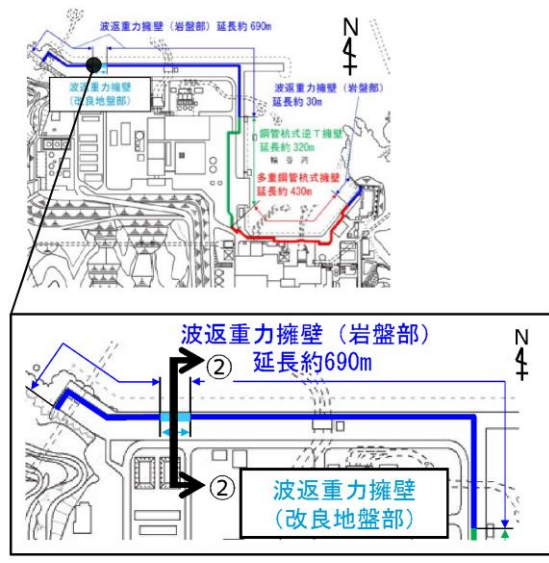 波返重力擁壁（岩盤部）延長約690m
N
波返重力擁壁
（改良地盤部）
波返重力擁壁（岩盤部）
延長約30m
鋼管杭式逆T擁壁
延長約320m
輪谷湾
多重鋼管杭式擁壁
延長約430m
波返重力擁壁（岩盤部）
延長約690m
N
②
②
波返重力擁壁
（改良地盤部）